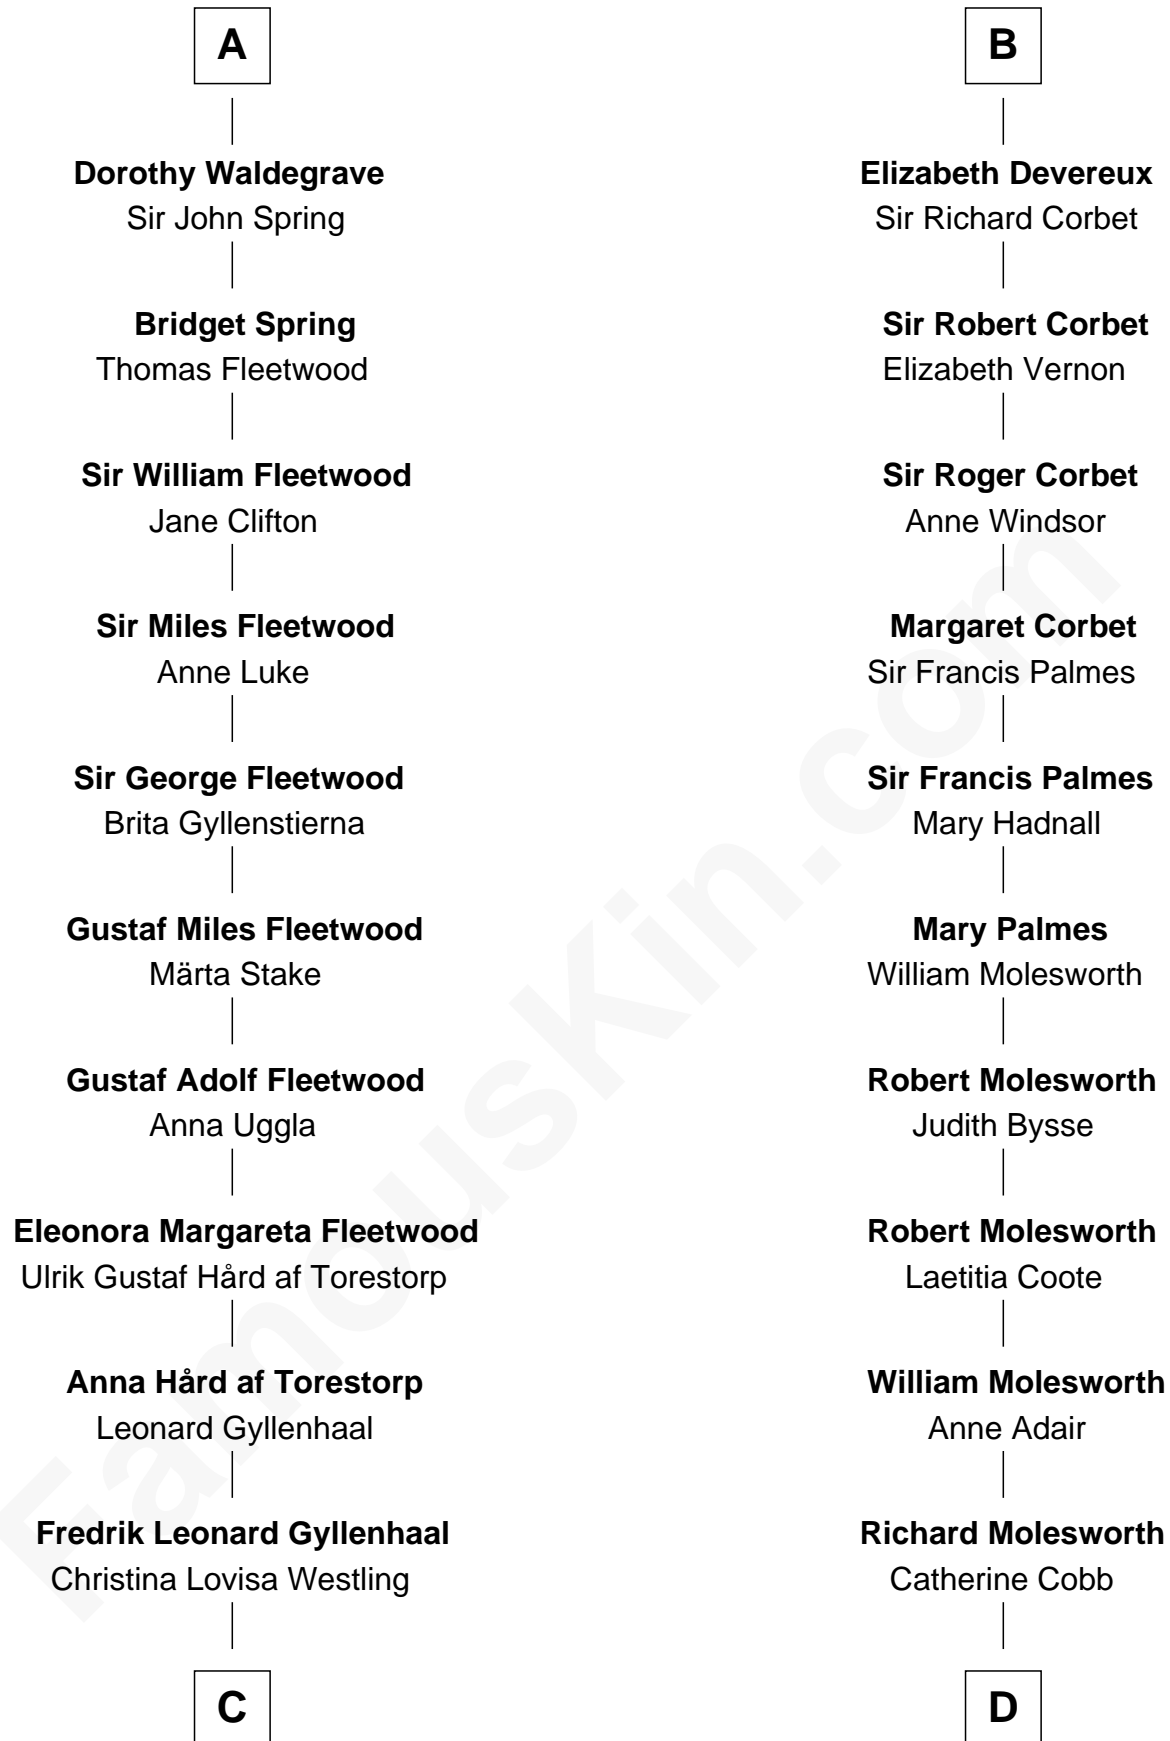 A
Dorothy Waldegrave
Sir John Spring
Bridget Spring
Thomas Fleetwood
Sir William Fleetwood
Jane Clifton
Sir Miles Fleetwood
Anne Luke
Sir George Fleetwood
Brita Gyllenstierna
Gustaf Miles Fleetwood
Märta Stake
Gustaf Adolf Fleetwood
Anna Uggla
Eleonora Margareta Fleetwood
Ulrik Gustaf Hård af Torestorp
Anna Hård af Torestorp
Leonard Gyllenhaal
Fredrik Leonard Gyllenhaal
Christina Lovisa Westling
C
B
Elizabeth Devereux
Sir Richard Corbet
Sir Robert Corbet
Elizabeth Vernon
Sir Roger Corbet
Anne Windsor
Margaret Corbet
Sir Francis Palmes
Sir Francis Palmes
Mary Hadnall
Mary Palmes
William Molesworth
Robert Molesworth
Judith Bysse
Robert Molesworth
Laetitia Coote
William Molesworth
Anne Adair
Richard Molesworth
Catherine Cobb
D
FamousKin.com